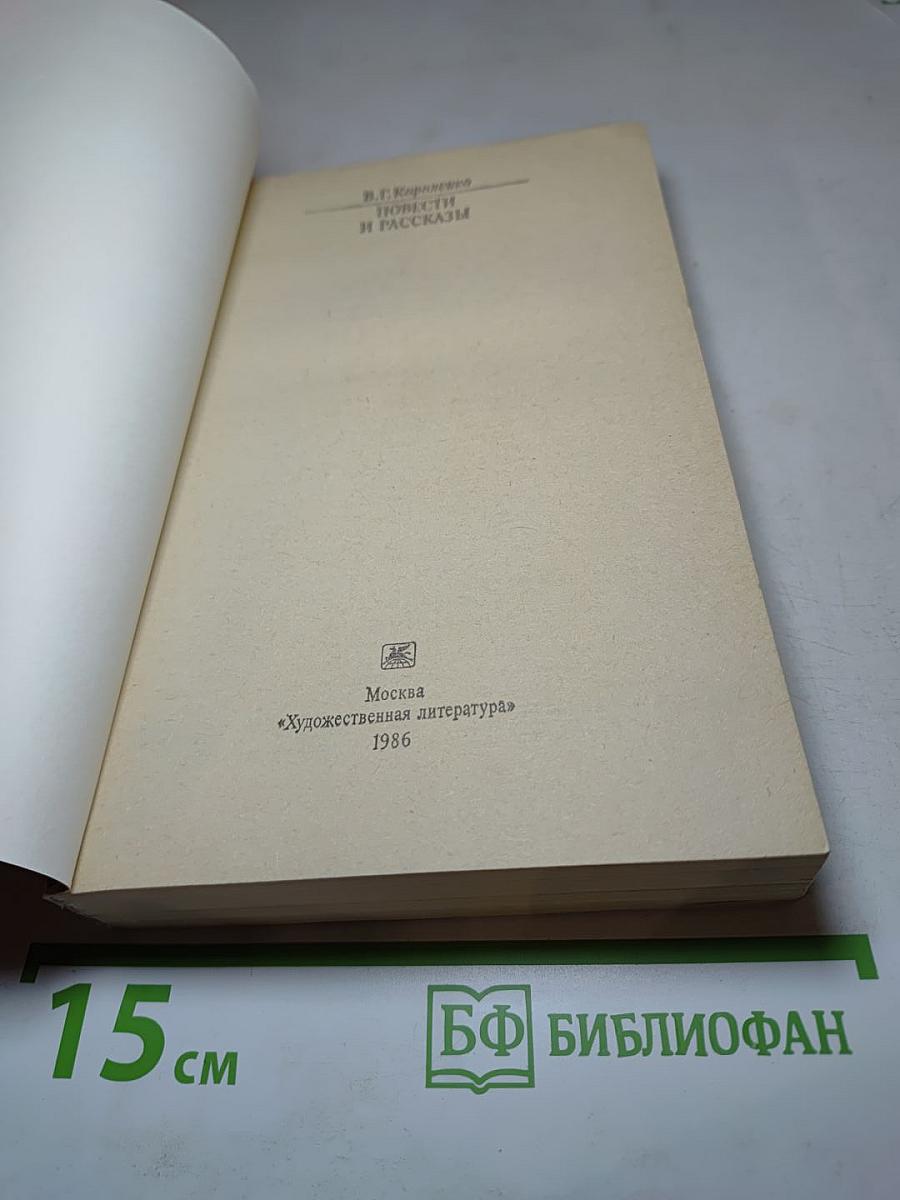 В. Г. Короленко
ПОВЕСТИ
И РАССКАЗЫ
Москва
«Художественная литература»
1986
15 см
БФ БИБЛИОФАН